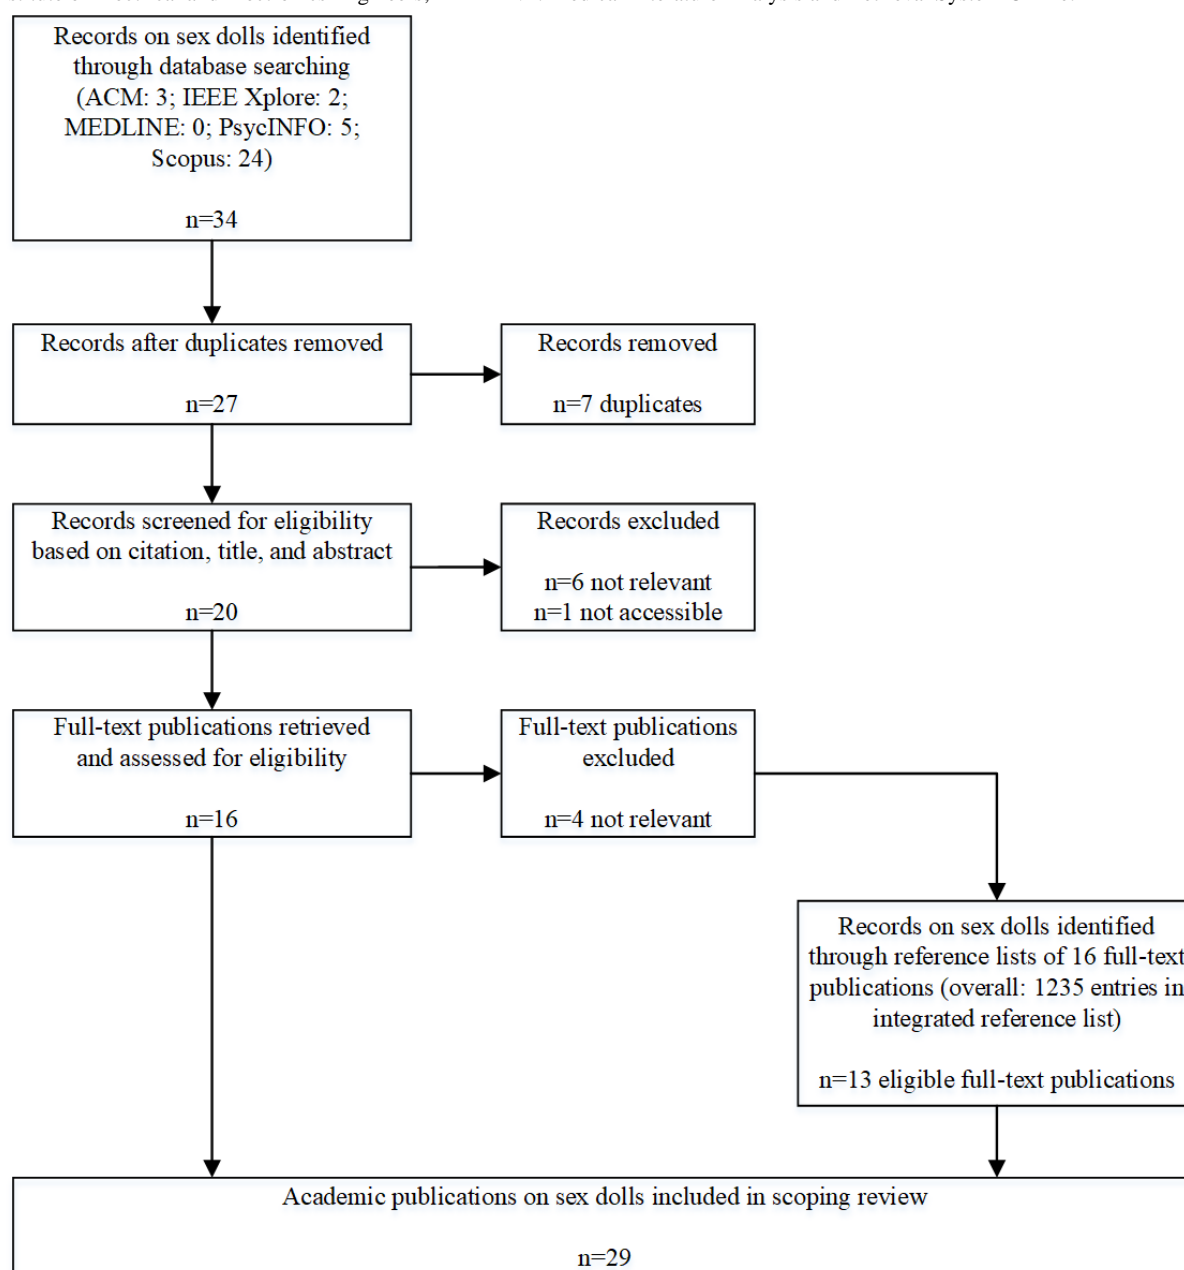 Records on sex dolls identified
through database searching
(ACM: 3; IEEE Xplore: 2;
MEDLINE: 0; PsycINFO: 5;
Scopus: 24)
n=34
Records after duplicates removed
n=27
Records removed
n=7 duplicates
Records screened for eligibility
based on citation, title, and abstract
n=20
Records excluded
n=6 not relevant
n=1 not accessible
Full-text publications retrieved
and assessed for eligibility
n=16
Full-text publications
excluded
n=4 not relevant
Records on sex dolls identified
through reference lists of 16 full-text
publications (overall: 1235 entries in
integrated reference list)
n=13 eligible full-text publications
Academic publications on sex dolls included in scoping review
n=29